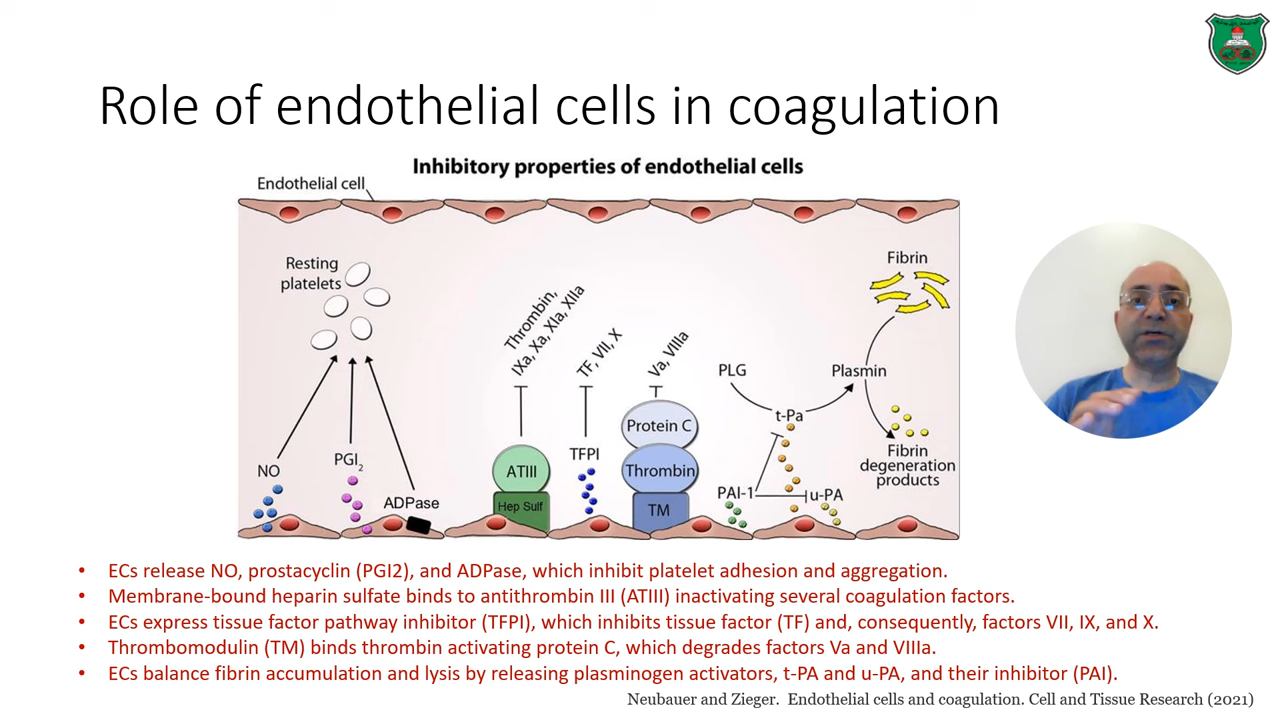 Role of endothelial cells in coagulation
Inhibitory properties of endothelial cells
Endothelial cell
Resting
platelets
NO
PGI2
ADPase
Thrombin,
IXa, Xa, XIa, XIIa
ATIII
Hep Sulf
TF, VII, X
TFPI
Va, VIIIa
Protein C
Thrombin
TM
PLG
t-Pa
Plasmin
PAI-1
u-PA
Fibrin
Fibrin
degeneration
products
• ECs release NO, prostacyclin (PGI2), and ADPase, which inhibit platelet adhesion and aggregation.
• Membrane-bound heparin sulfate binds to antithrombin III (ATIII) inactivating several coagulation factors.
• ECs express tissue factor pathway inhibitor (TFPI), which inhibits tissue factor (TF) and, consequently, factors VII, IX, and X.
• Thrombomodulin (TM) binds thrombin activating protein C, which degrades factors Va and VIIIa.
• ECs balance fibrin accumulation and lysis by releasing plasminogen activators, t-PA and u-PA, and their inhibitor (PAI).
Neubauer and Zieger. Endothelial cells and coagulation. Cell and Tissue Research (2021)